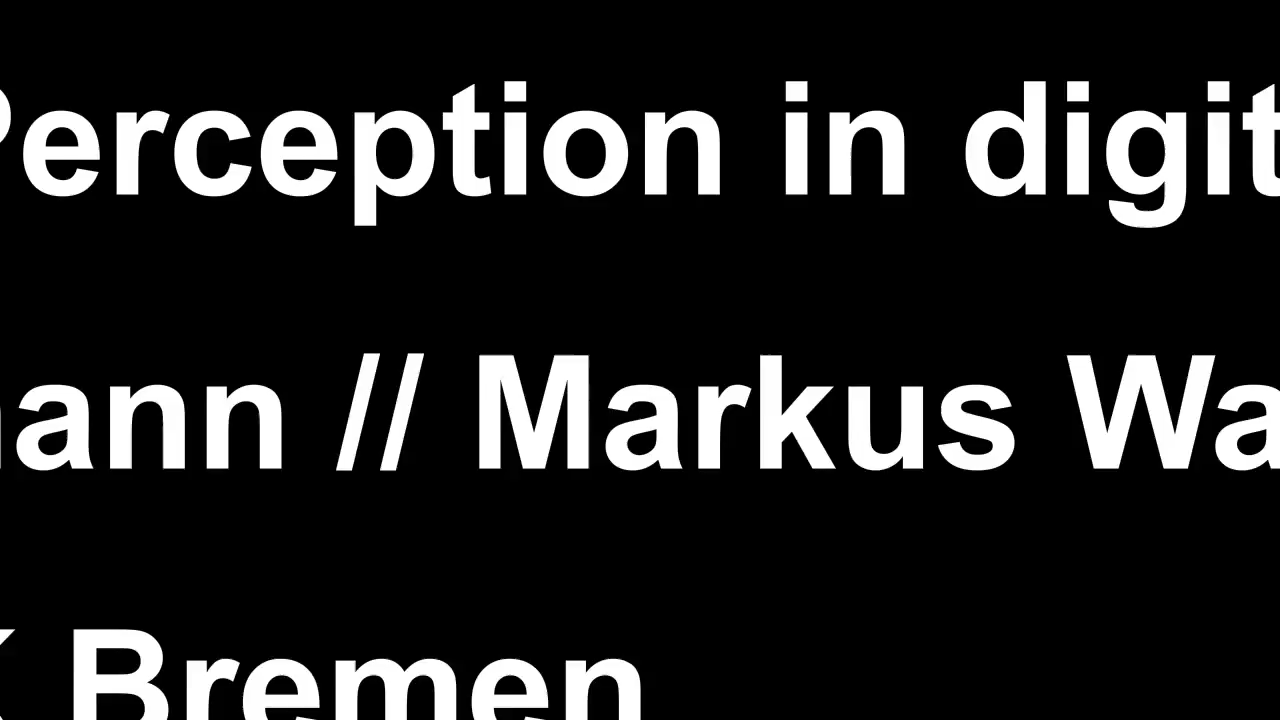 Perception in digit
ann // Markus Wa
Bremen